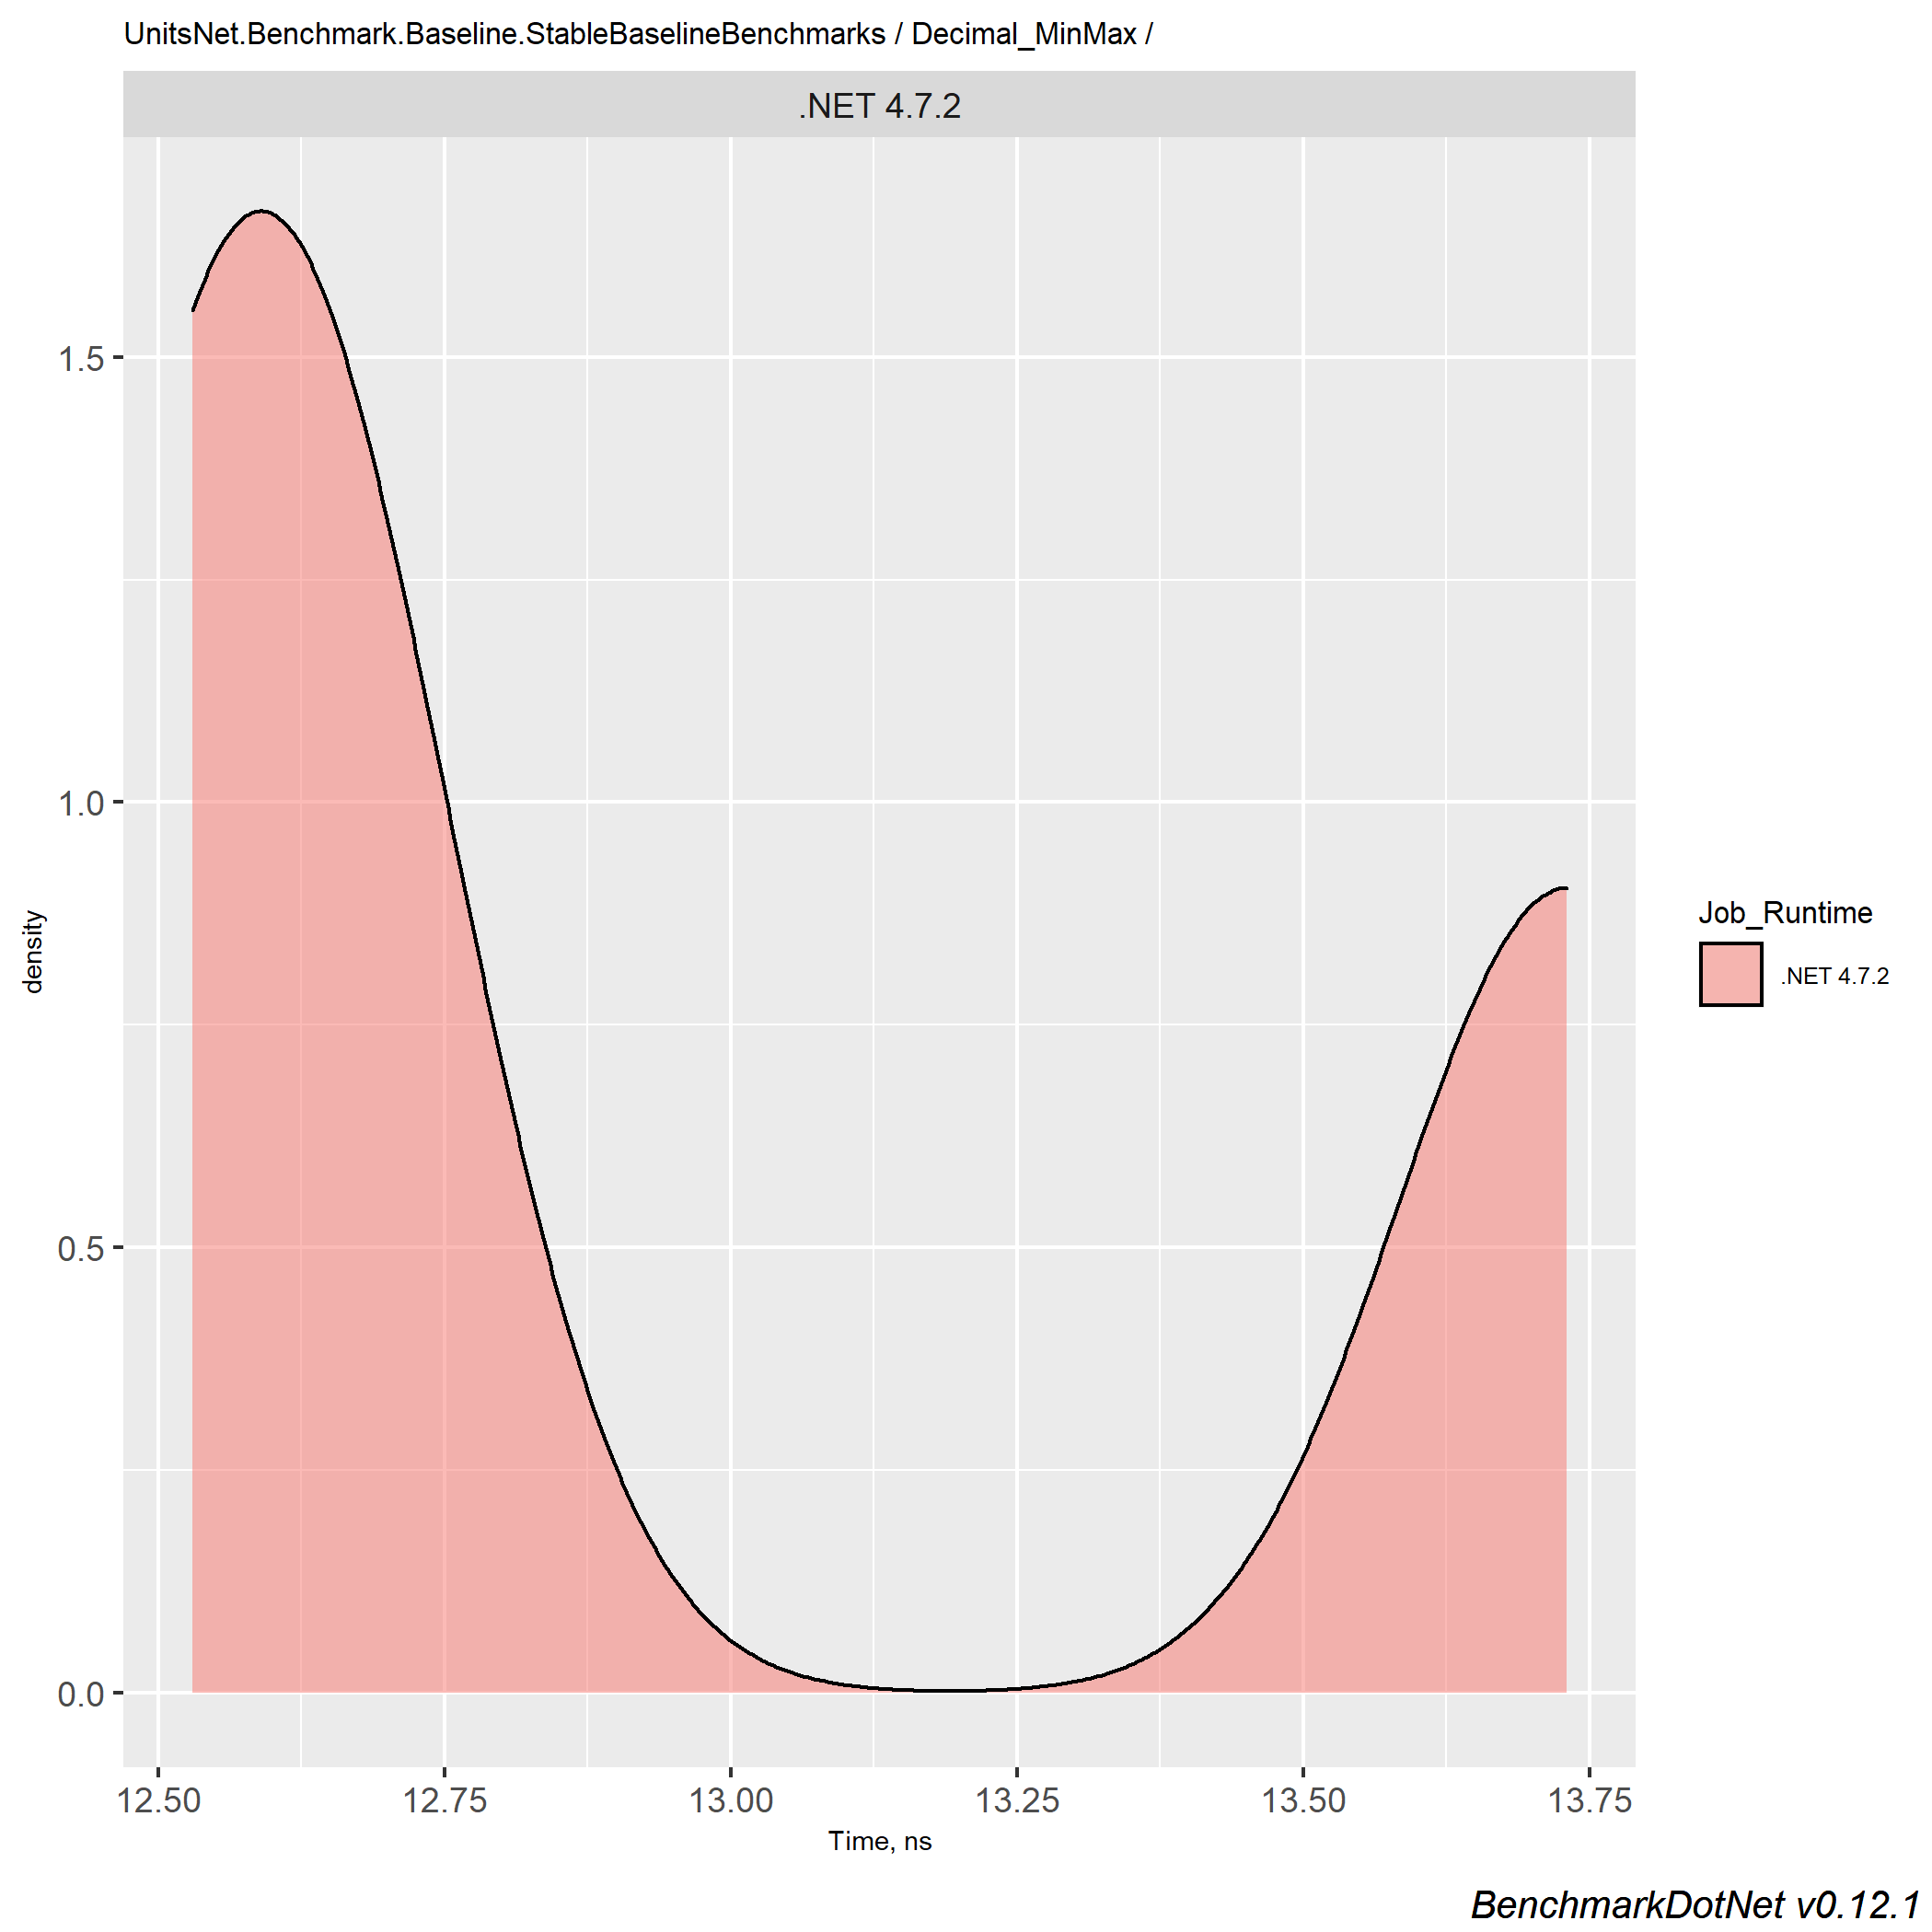 UnitsNet.Benchmark.Baseline.StableBaselineBenchmarks / Decimal_MinMax /
.NET 4.7.2
1.5
1.0
0.5
0.0
density
12.50 12.75 13.00 13.25 13.50 13.75
Time, ns
Job_Runtime
.NET 4.7.2
BenchmarkDotNet v0.12.1